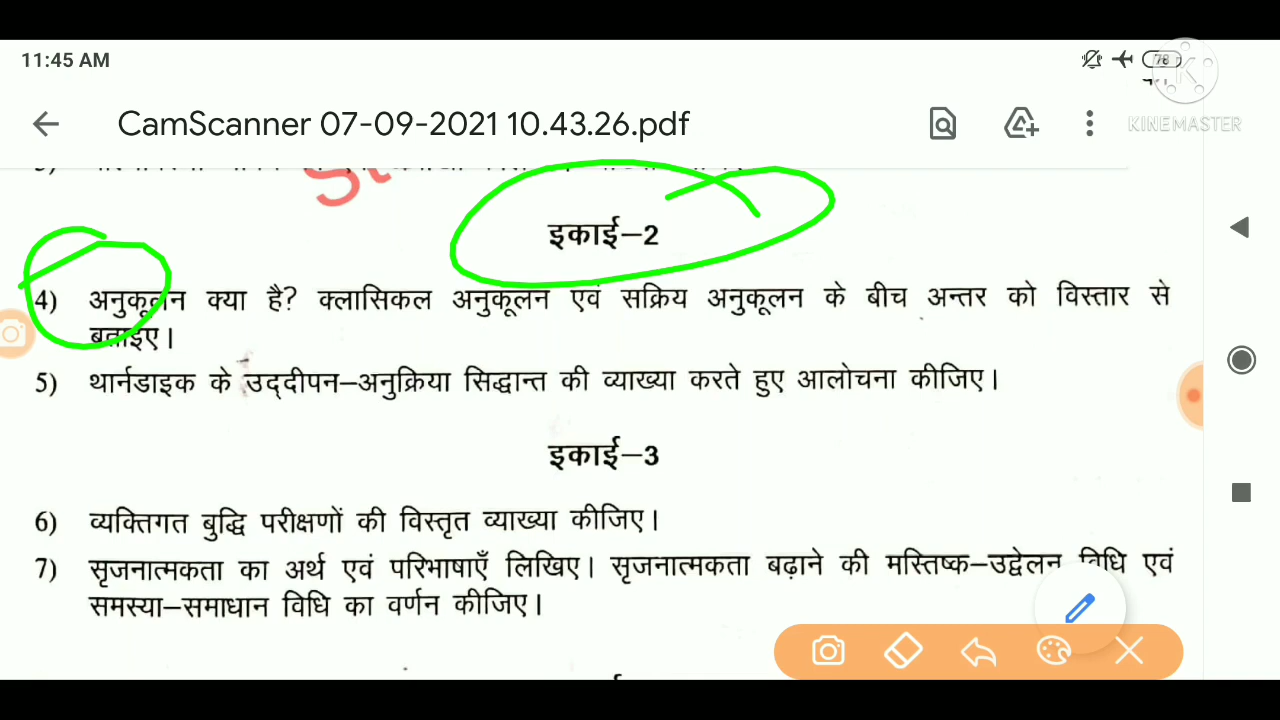 11:45 AM
78
CamScanner 07-09-2021 10.43.26.pdf
KINEMASTER
इकाई–2
4) अनुकूलन क्या है? क्लासिकल अनुकूलन एवं सक्रिय अनुकूलन के बीच अन्तर को विस्तार से
बताइए।
5) थार्नडाइक के उद्दीपन–अनुक्रिया सिद्धान्त की व्याख्या करते हुए आलोचना कीजिए।
इकाई–3
6) व्यक्तिगत बुद्धि परीक्षणों की विस्तृत व्याख्या कीजिए।
7) सृजनात्मकता का अर्थ एवं परिभाषाएँ लिखिए। सृजनात्मकता बढ़ाने की मस्तिष्क–उद्वेलन विधि एवं
समस्या–समाधान विधि का वर्णन कीजिए।